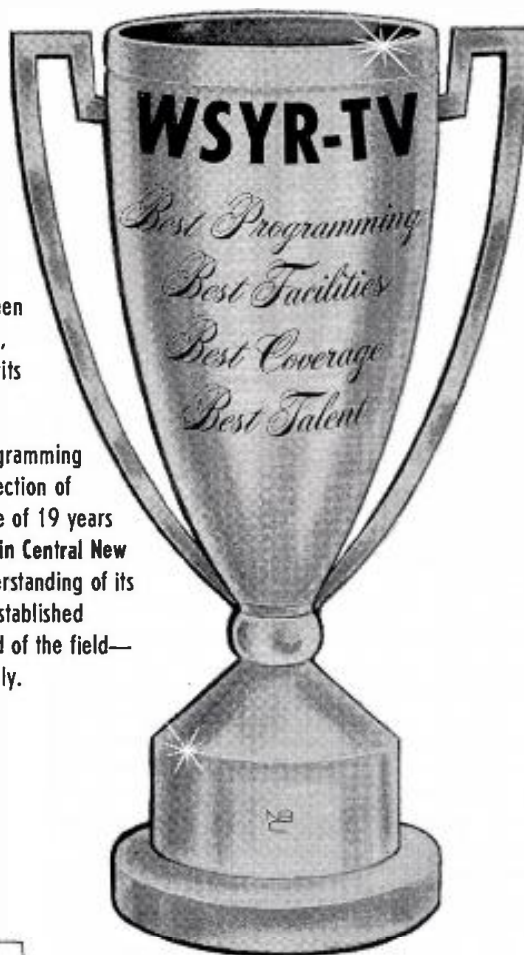 WSYR-TV
Best Programming
Best Facilities
Best Coverage
Best Talent
een
,
its
gramming
ection of
e of 19 years
in Central New
erstanding of its
stablished
d of the field—
ly.
NBC